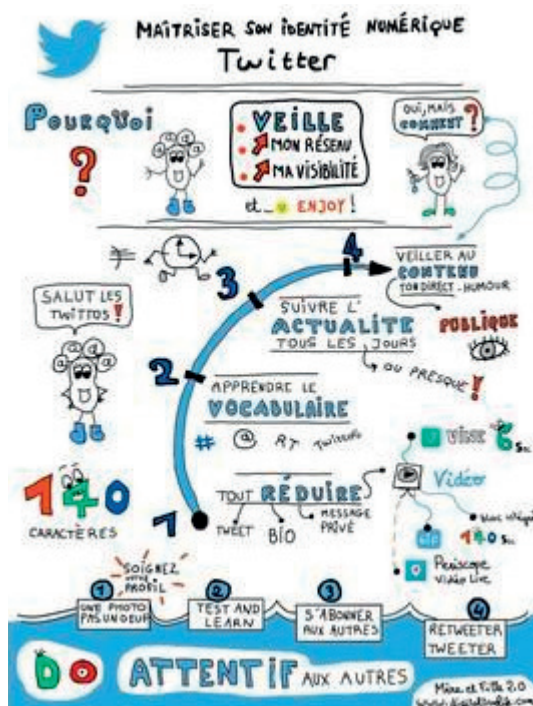 MAÎTRISER SON IDENTITÉ NUMÉRIQUE
Twitter
POURQUOI
?
VEILLE
MON RÉSEAU
MA VISIBILITÉ
et... ENJOY !
OUI, MAIS
COMMENT ?
SALUT LES
TWITTOS !
4
VEILLER AU
CONTENU
TON DIRECT - HUMOUR
PUBLIQUE
3
SUIVRE L'
ACTUALITÉ
TOUS LES JOURS
OU PRESQUE !
2
APPRENDRE LE
VOCABULAIRE
# @ RT TWITTOS
1
TOUT RÉDUIRE
TWEET
BIO
MESSAGE
PRIVÉ
140
CARACTÈRES
VINE 6 Sec
Vidéo
140 Sec
Periscope
Vidéo Live
SOIGNEZ
VOTRE
PROFIL
1
UNE PHOTO
PAS UN OEUF
2
TEST AND
LEARN
3
S'ABONNER
AUX AUTRES
4
RETWEETER
TWEETER
DO
ATTENTIF AUX AUTRES
Mère et Fille 2.0